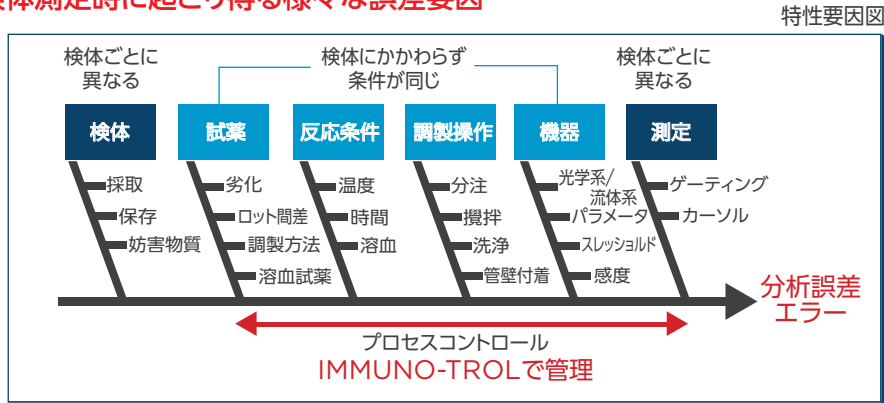 検体測定時に起こり得る様々な誤差要因
特性要因図
検体ごとに
異なる
検体にかかわらず
条件が同じ
検体ごとに
異なる
検体
試薬
反応条件
調製操作
機器
測定
採取
保存
妨害物質
劣化
ロット間差
調製方法
溶血試薬
温度
時間
溶血
分注
攪拌
洗浄
管壁付着
光学系/
流体系
パラメータ
スレッショルド
感度
ゲーティング
カーソル
分析誤差
エラー
プロセスコントロール
IMMUNO-TROLで管理